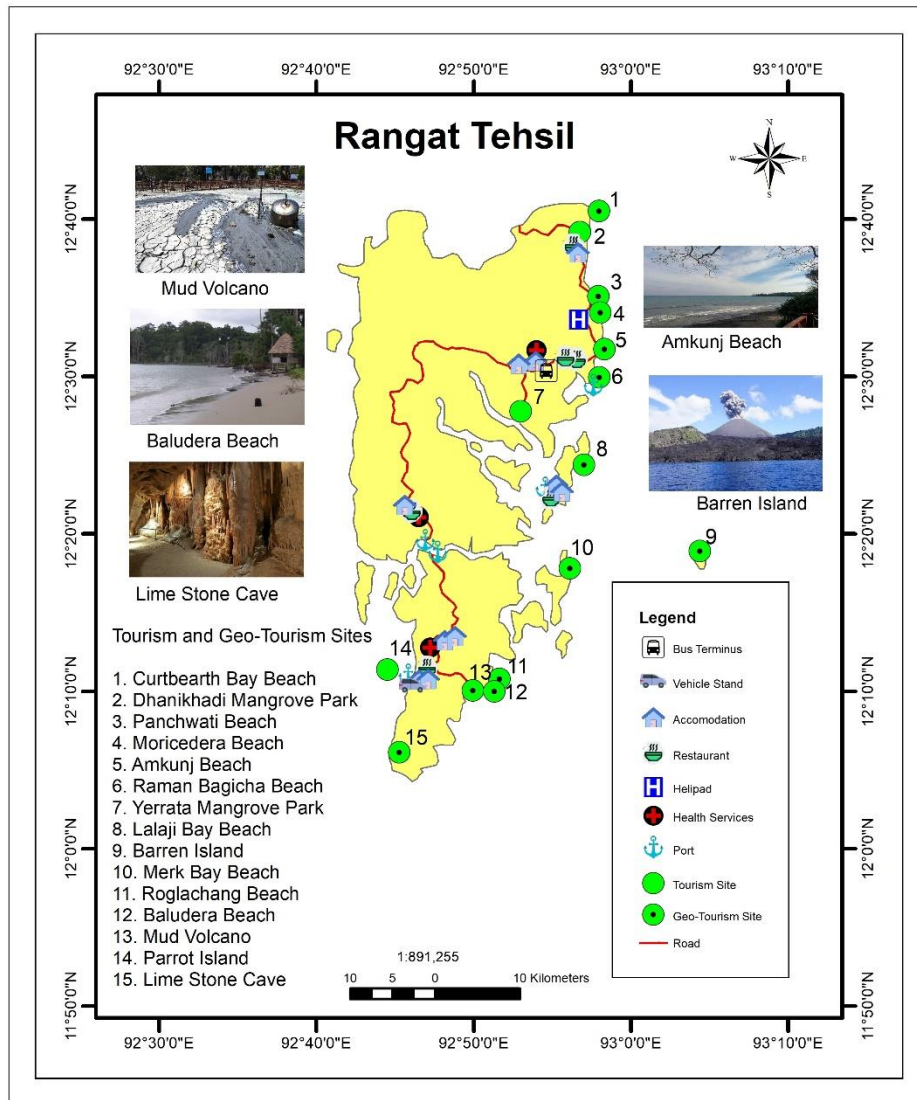 92°30'0"E 92°40'0"E 92°50'0"E 93°0'0"E 93°10'0"E
Rangat Tehsil
N
W E
S
12°40'0"N 12°40'0"N
12°30'0"N 12°30'0"N
12°20'0"N 12°20'0"N
12°10'0"N 12°10'0"N
12°0'0"N 12°0'0"N
11°50'0"N 11°50'0"N
Mud Volcano
Baludera Beach
Lime Stone Cave
Amkunj Beach
Barren Island
1
2
3
4
H
5
6
7
8
9
10
14
13
11
12
15
Tourism and Geo-Tourism Sites
1. Curtbearth Bay Beach
2. Dhanikhadi Mangrove Park
3. Panchwati Beach
4. Moricedera Beach
5. Amkunj Beach
6. Raman Bagicha Beach
7. Yerrata Mangrove Park
8. Lalaji Bay Beach
9. Barren Island
10. Merk Bay Beach
11. Roglachang Beach
12. Baludera Beach
13. Mud Volcano
14. Parrot Island
15. Lime Stone Cave
Legend
Bus Terminus
Vehicle Stand
Accomodation
Restaurant
H Helipad
Health Services
Port
Tourism Site
Geo-Tourism Site
Road
1:891,255
10 5 0 10 Kilometers
92°30'0"E 92°40'0"E 92°50'0"E 93°0'0"E 93°10'0"E